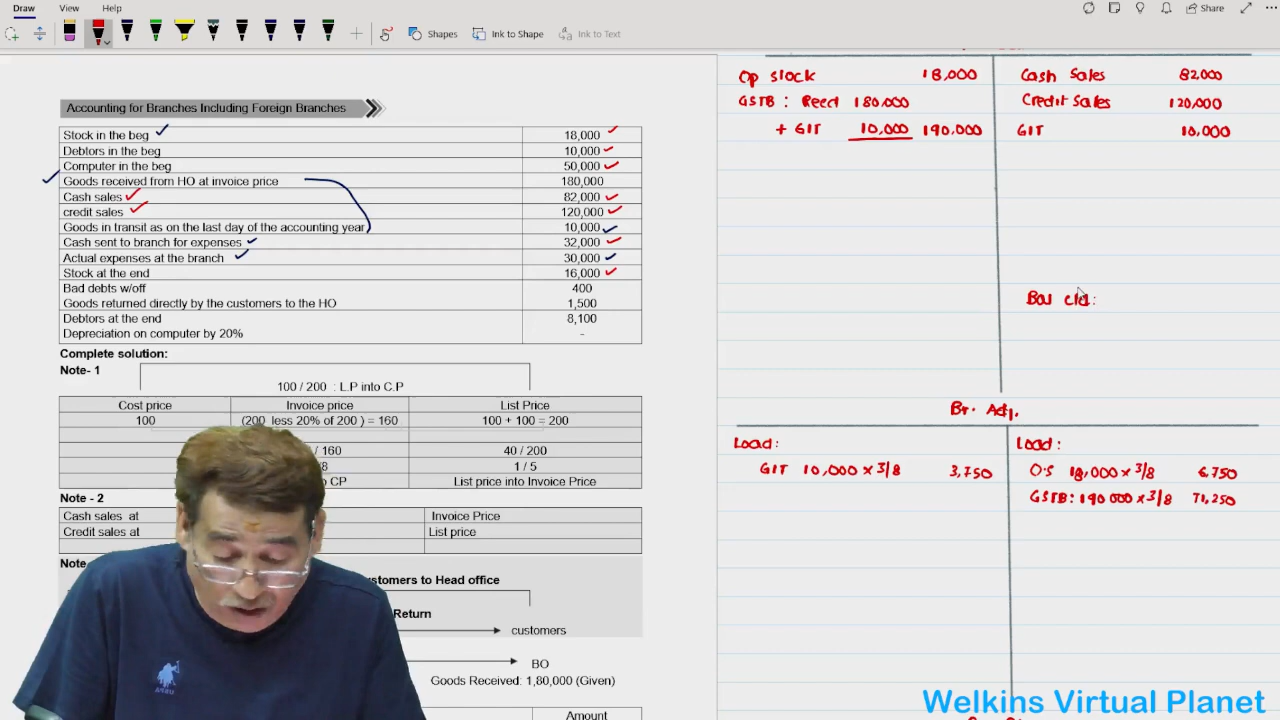 Draw View Help
Share
Shapes Ink to Shape Ink to Text
Accounting for Branches Including Foreign Branches
Stock in the beg 18,000
Debtors in the beg 10,000
Computer in the beg 50,000
Goods received from HO at invoice price 180,000
Cash sales 82,000
credit sales 120,000
Goods in transit as on the last day of the accounting year 10,000
Cash sent to branch for expenses 32,000
Actual expenses at the branch 30,000
Stock at the end 16,000
Bad debts w/off 400
Goods returned directly by the customers to the HO 1,500
Debtors at the end 8,100
Depreciation on computer by 20% -
Complete solution:
Note- 1
100 / 200 : L.P into C.P
Cost price Invoice price List Price
100 (200 less 20% of 200 ) = 160 100 + 100 = 200
/ 160 40 / 200
8 1 / 5
CP List price into Invoice Price
Note - 2
Cash sales at Invoice Price
Credit sales at List price
Note
customers to Head office
Return
customers
BO
Goods Received: 1,80,000 (Given)
Amount
Op stock 18,000 Cash Sales 82,000
GSTB : Recd 180,000 Credit Sales 120,000
+ GIT 10,000 190,000 GIT 10,000
Bal c/d:
Br. Adj.
Load: Load:
GIT 10,000 × 3/8 3,750 O.S 18,000 × 3/8 6,750
GSTB: 190 000 × 3/8 71,250
Welkins Virtual Planet